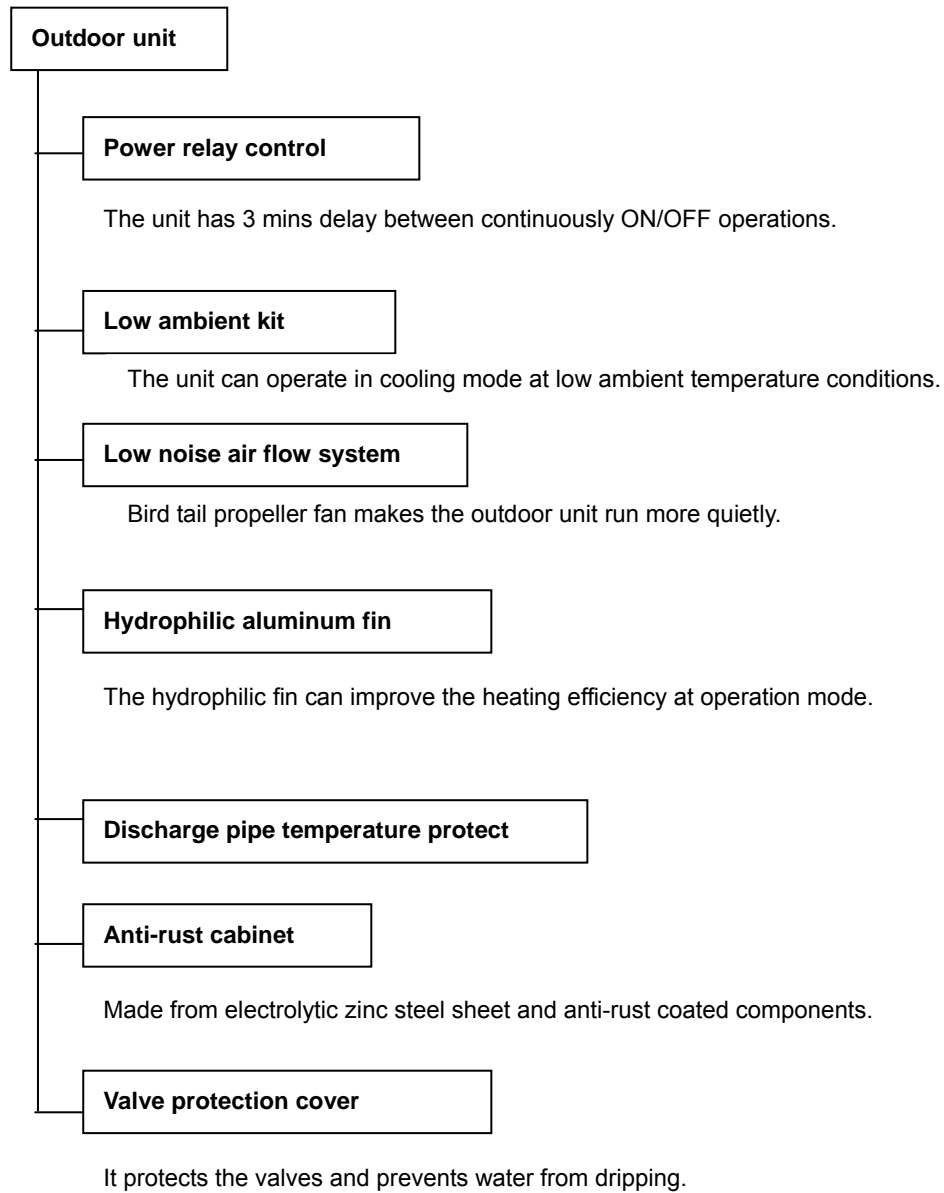 Outdoor unit
Power relay control
The unit has 3 mins delay between continuously ON/OFF operations.
Low ambient kit
The unit can operate in cooling mode at low ambient temperature conditions.
Low noise air flow system
Bird tail propeller fan makes the outdoor unit run more quietly.
Hydrophilic aluminum fin
The hydrophilic fin can improve the heating efficiency at operation mode.
Discharge pipe temperature protect
Anti-rust cabinet
Made from electrolytic zinc steel sheet and anti-rust coated components.
Valve protection cover
It protects the valves and prevents water from dripping.